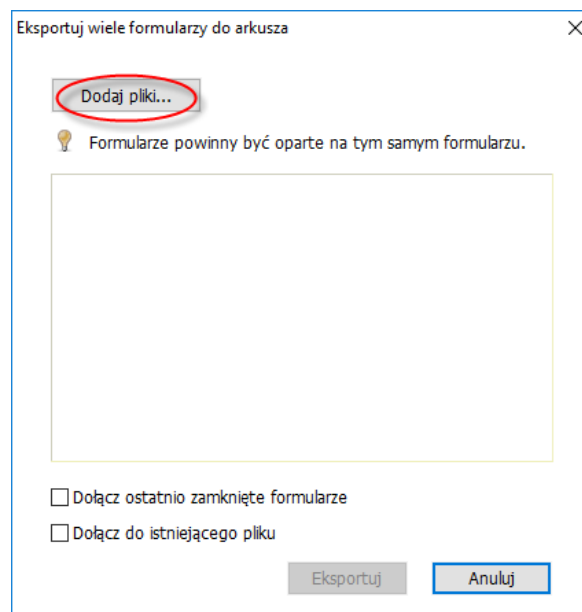 Eksportuj wiele formularzy do arkusza
Dodaj pliki...
Formularze powinny być oparte na tym samym formularzu.
Dołącz ostatnio zamknięte formularze
Dołącz do istniejącego pliku
Eksportuj Anuluj